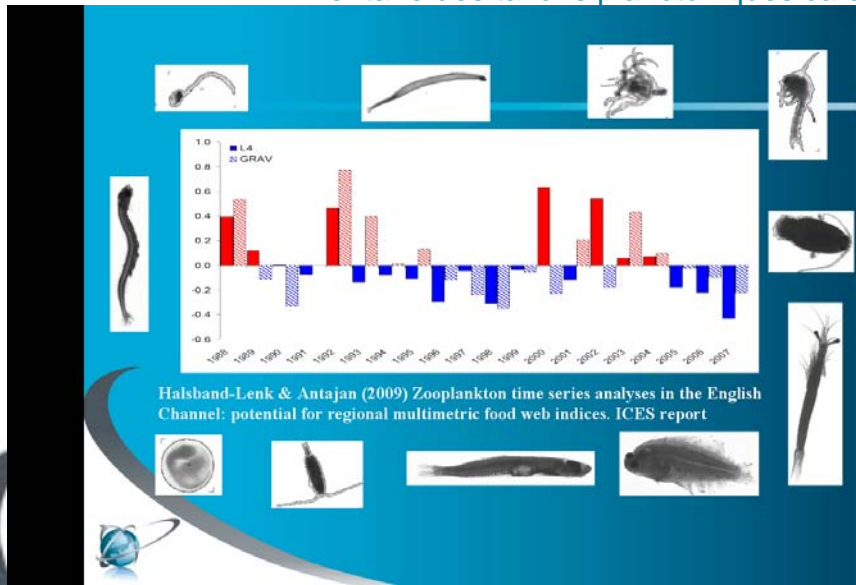 1.0
L4
0.8
GRAV
0.6
0.4
0.2
0.0
-0.2
-0.4
-0.6
1988 1989 1990 1991 1992 1993 1994 1995 1996 1997 1998 1999 2000 2001 2002 2003 2004 2005 2006 2007
Halsband-Lenk & Antajan (2009) Zooplankton time series analyses in the English
Channel: potential for regional multimetric food web indices. ICES report